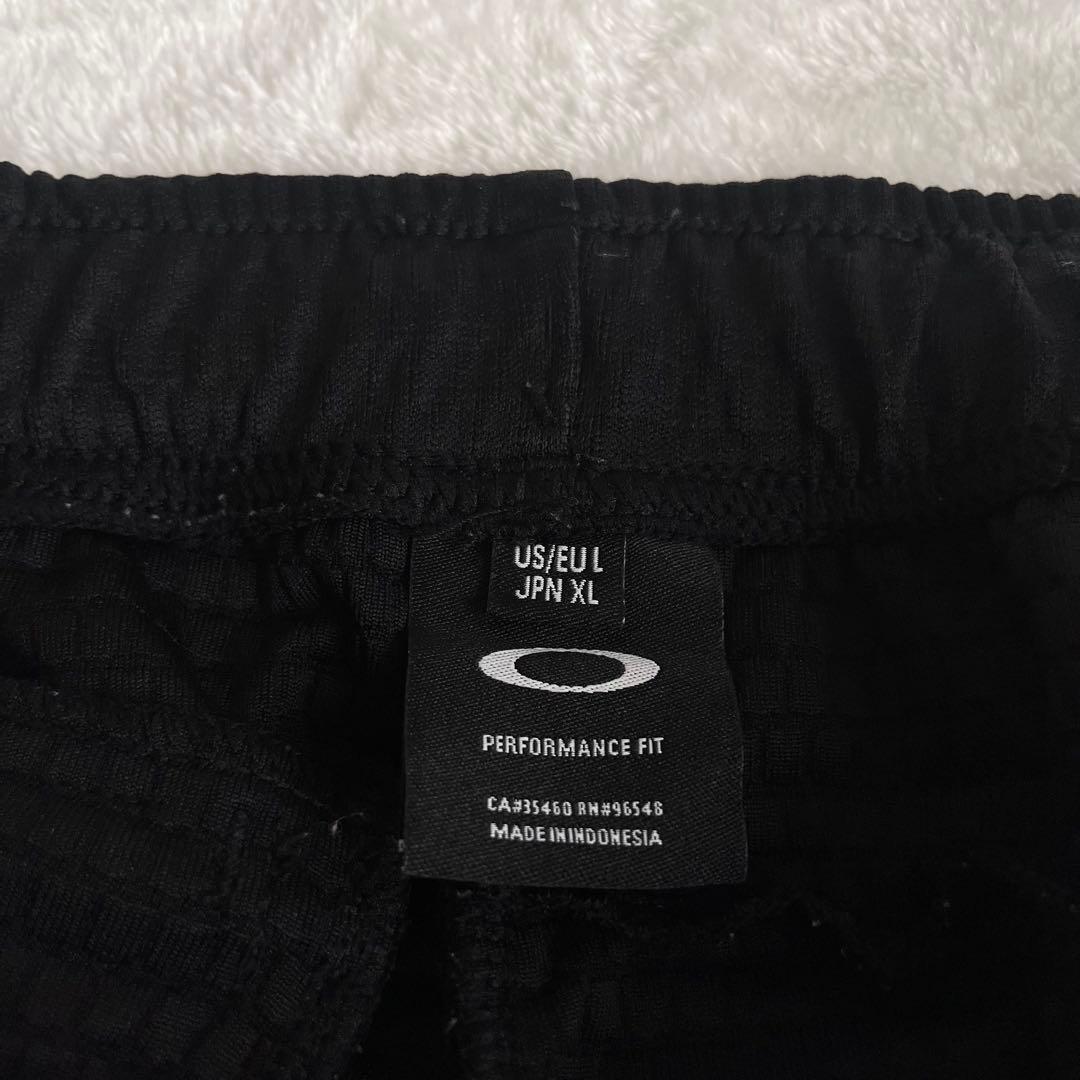 US/EU L
JPN XL
PERFORMANCE FIT
CA#35460 RN#96548
MADE IN INDONESIA